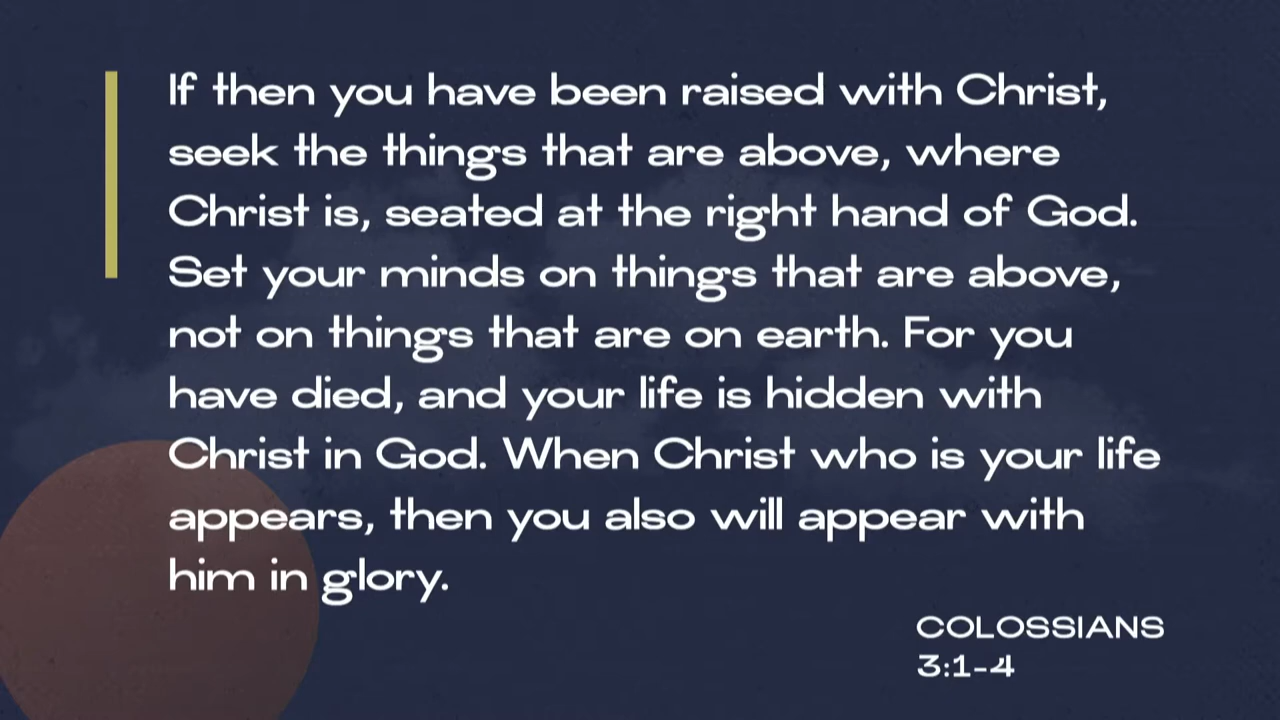 If then you have been raised with Christ,
seek the things that are above, where
Christ is, seated at the right hand of God.
Set your minds on things that are above,
not on things that are on earth. For you
have died, and your life is hidden with
Christ in God. When Christ who is your life
appears, then you also will appear with
him in glory.
COLOSSIANS
3:1-4